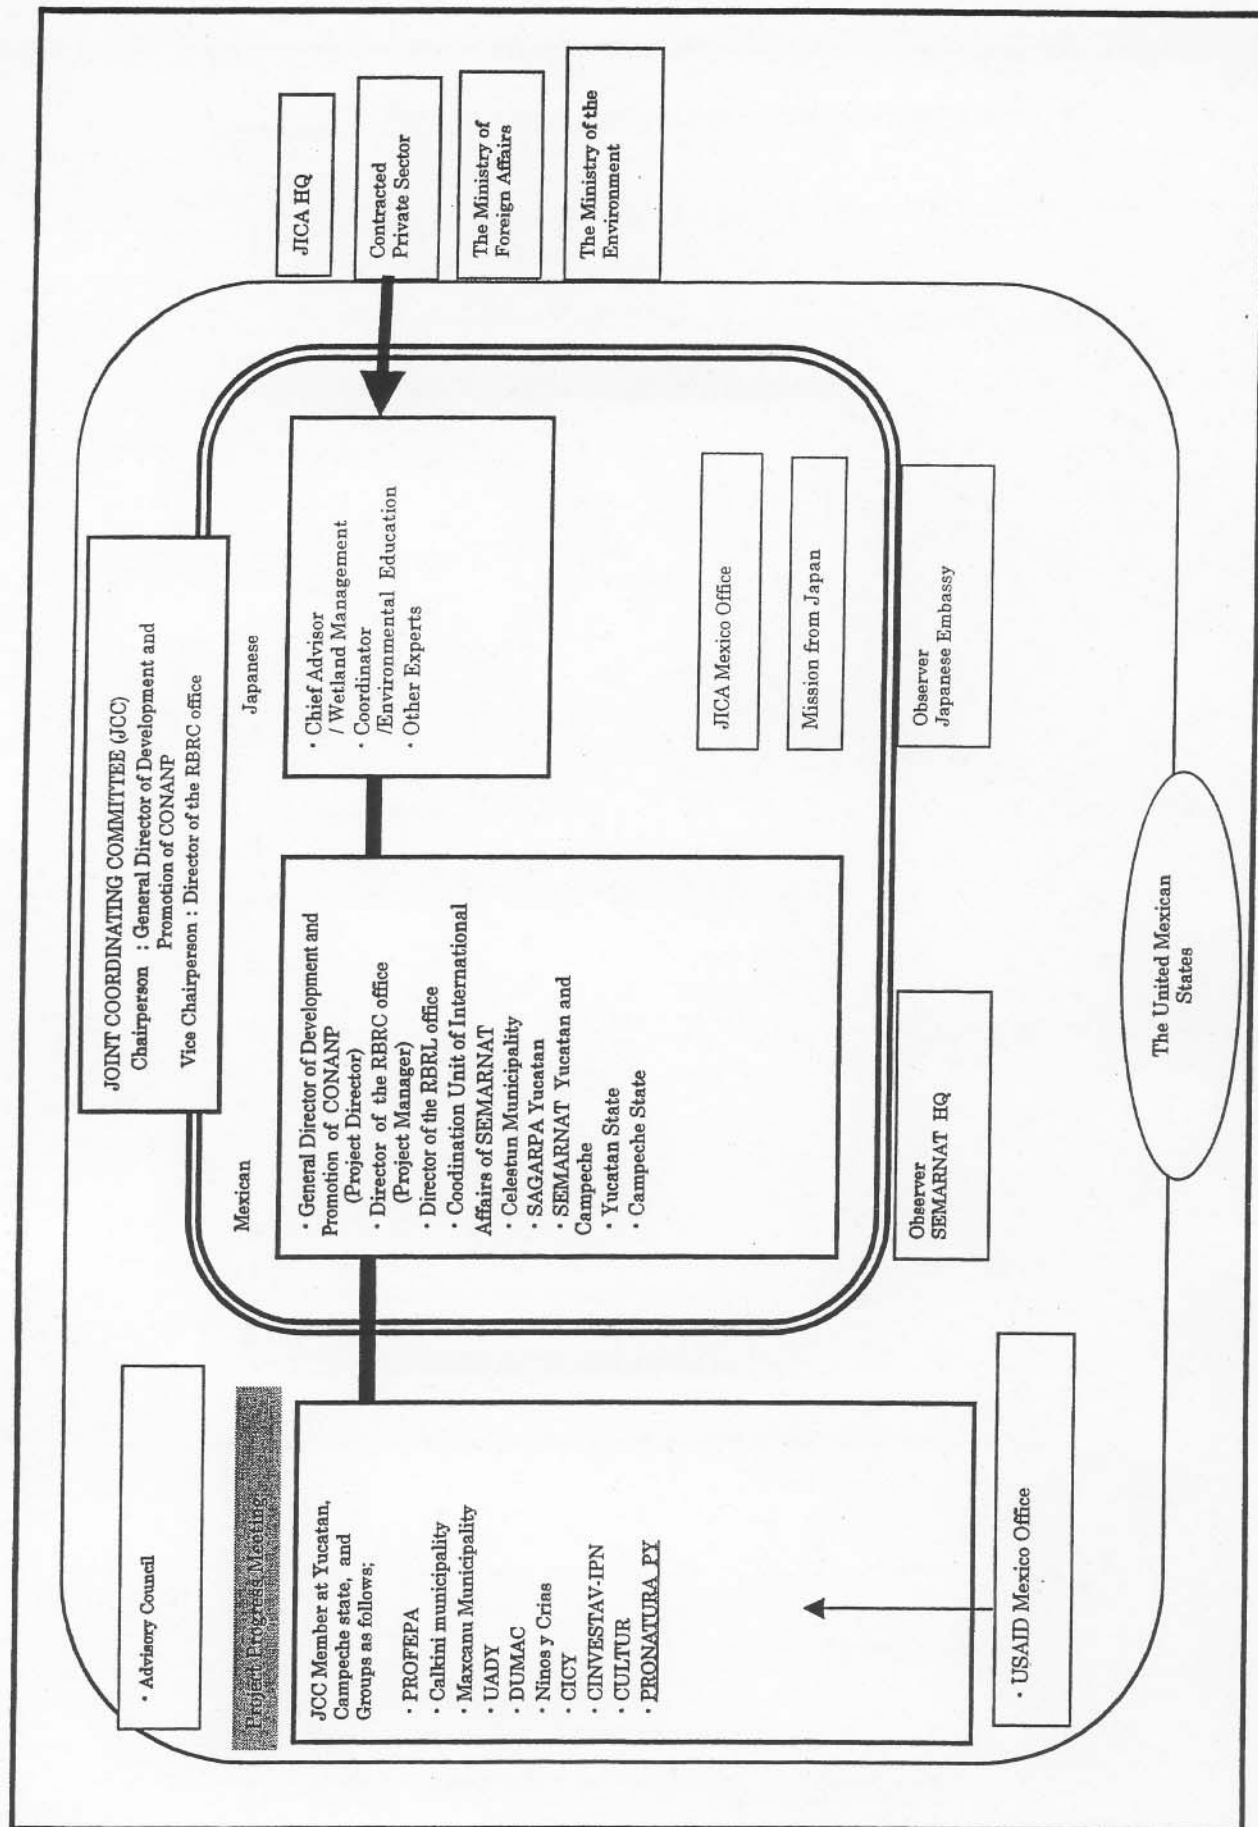 JOINT COORDINATING COMMITTEE (JCC)
Chairperson : General Director of Development and
Promotion of CONANP
Vice Chairperson : Director of the RBRC office
· Advisory Council
Project Progress Meeting
JCC Member at Yucatan,
Campeche state, and
Groups as follows;
· PROFEPA
· Calkini municipality
· Maxcanu Municipality
· UADY
· DUMAC
· Ninos y Crias
· CICY
· CINVESTAV-IPN
· CULTUR
· PRONATURA PY
· USAID Mexico Office
Mexican
· General Director of Development and
Promotion of CONANP
(Project Director)
· Director of the RBRC office
(Project Manager)
· Director of the RBRL office
· Coodination Unit of International
Affairs of SEMARNAT
· Celestun Municipality
· SAGARPA Yucatan
· SEMARNAT Yucatan and
Campeche
· Yucatan State
· Campeche State
Observer
SEMARNAT HQ
Japanese
· Chief Advisor
/ Wetland Management
· Coordinator
/Environmental Education
· Other Experts
JICA Mexico Office
Mission from Japan
Observer
Japanese Embassy
JICA HQ
Contracted
Private Sector
The Ministry of
Foreign Affairs
The Ministry of the
Environment
The United Mexican
States